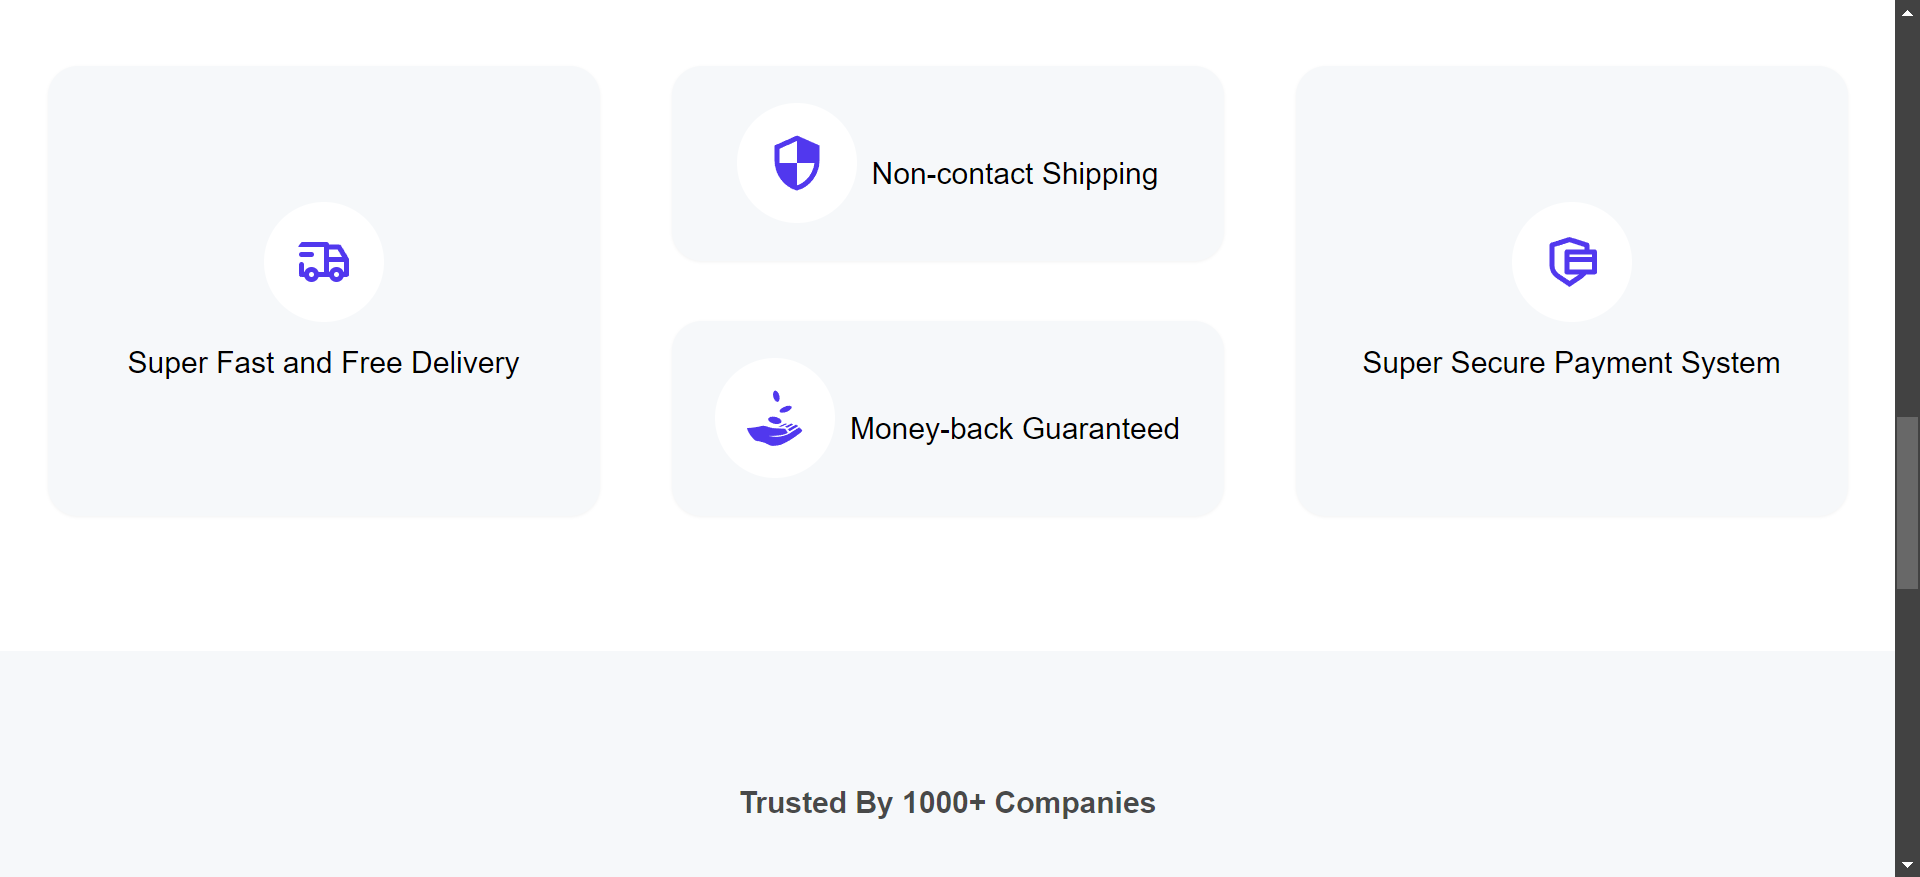 Super Fast and Free Delivery
Non-contact Shipping
Money-back Guaranteed
Super Secure Payment System
Trusted By 1000+ Companies